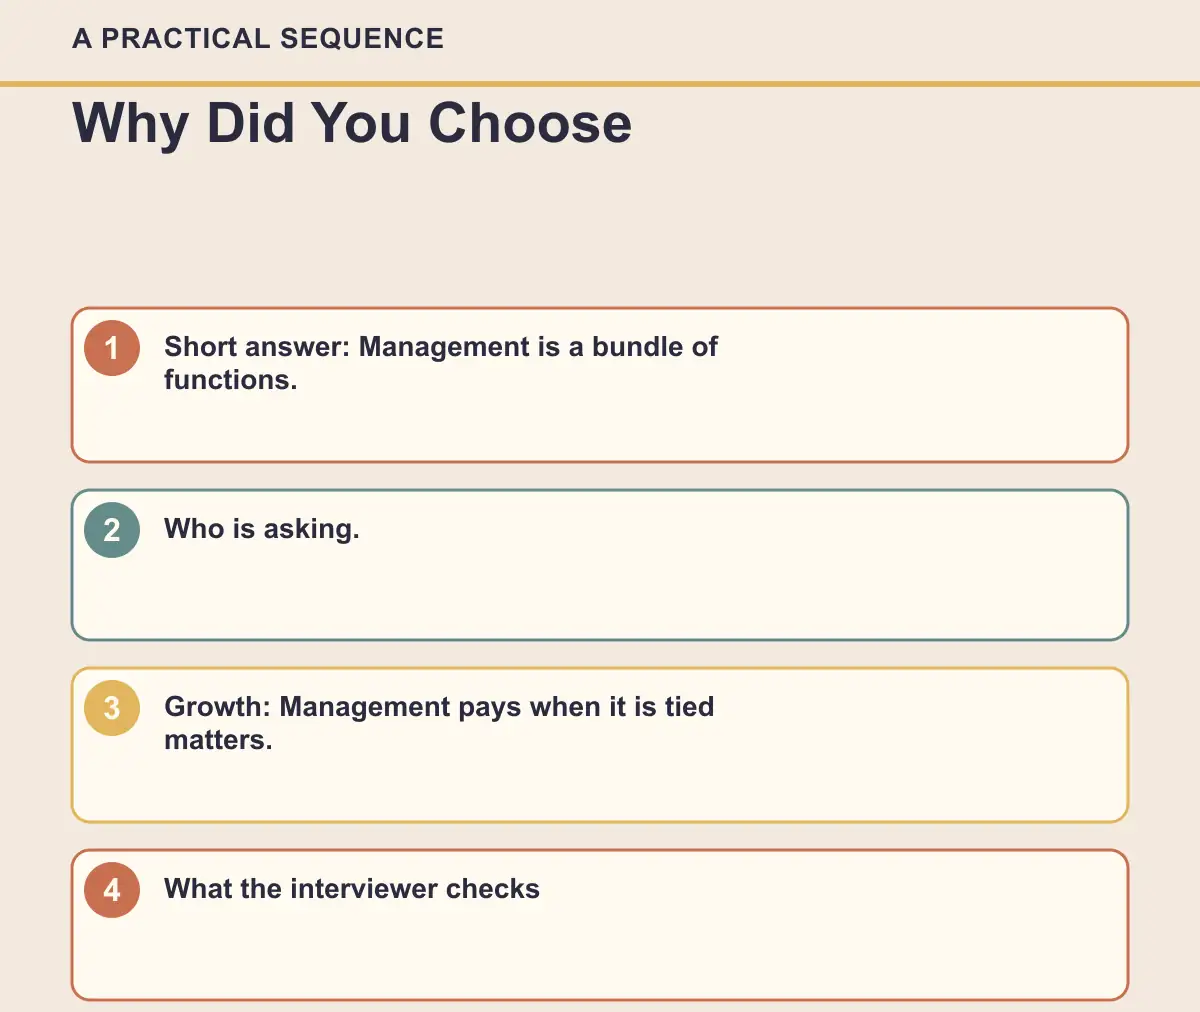 A PRACTICAL SEQUENCE
Why Did You Choose
1
Short answer: Management is a bundle of
functions.
2
Who is asking.
3
Growth: Management pays when it is tied
matters.
4
What the interviewer checks